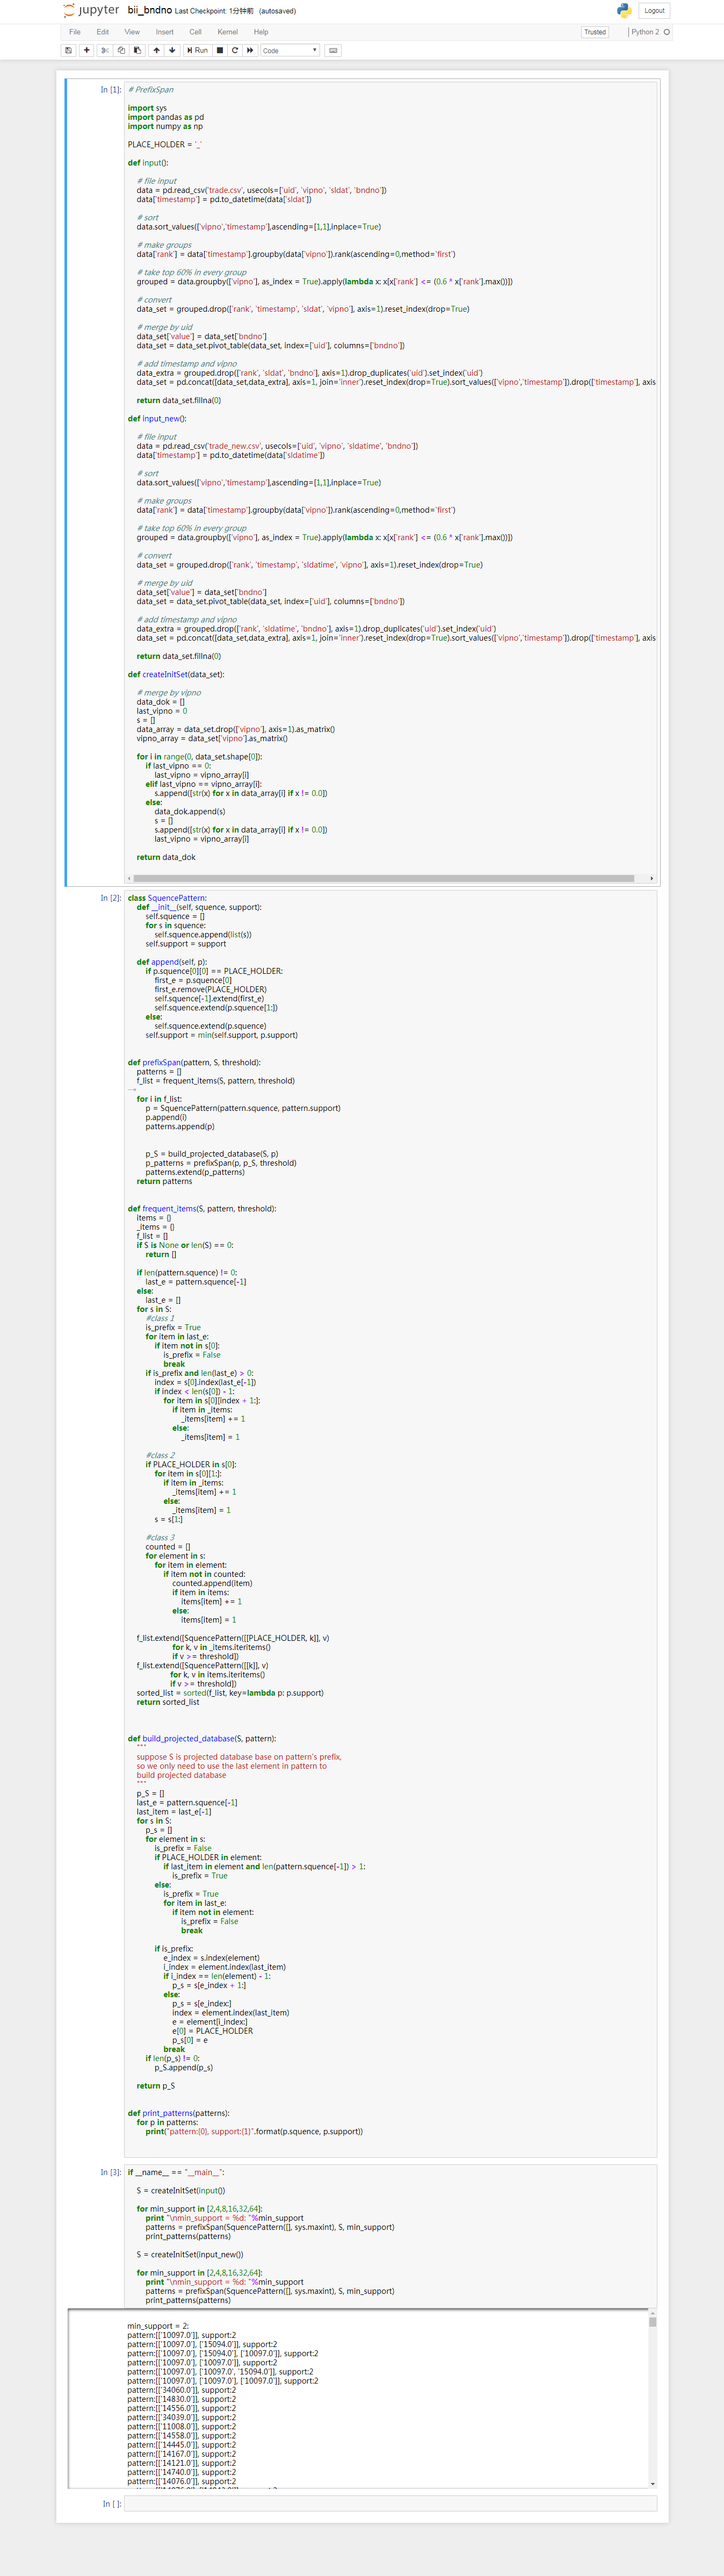 jupyter bii_bndno Last Checkpoint: 1分钟前 (autosaved)
Logout
File Edit View Insert Cell Kernel Help
Trusted Python 2
Run Code
In [1]: # PrefixSpan
import sys
import pandas as pd
import numpy as np
PLACE_HOLDER = '_'
def input():
# file input
data = pd.read_csv('trade.csv', usecols=['uid', 'vipno', 'sldat', 'bndno'])
data['timestamp'] = pd.to_datetime(data['sldat'])
# sort
data.sort_values(['vipno','timestamp'],ascending=[1,1],inplace=True)
# make groups
data['rank'] = data['timestamp'].groupby(data['vipno']).rank(ascending=0,method='first')
# take top 60% in every group
grouped = data.groupby(['vipno'], as_index = True).apply(lambda x: x[x['rank'] <= (0.6 * x['rank'].max())])
# convert
data_set = grouped.drop(['rank', 'timestamp', 'sldat', 'vipno'], axis=1).reset_index(drop=True)
# merge by uid
data_set['value'] = data_set['bndno']
data_set = data_set.pivot_table(data_set, index=['uid'], columns=['bndno'])
# add timestamp and vipno
data_extra = grouped.drop(['rank', 'sldat', 'bndno'], axis=1).drop_duplicates('uid').set_index('uid')
data_set = pd.concat([data_set,data_extra], axis=1, join='inner').reset_index(drop=True).sort_values(['vipno','timestamp']).drop(['timestamp'], axis
return data_set.fillna(0)
def input_new():
# file input
data = pd.read_csv('trade_new.csv', usecols=['uid', 'vipno', 'sldatime', 'bndno'])
data['timestamp'] = pd.to_datetime(data['sldatime'])
# sort
data.sort_values(['vipno','timestamp'],ascending=[1,1],inplace=True)
# make groups
data['rank'] = data['timestamp'].groupby(data['vipno']).rank(ascending=0,method='first')
# take top 60% in every group
grouped = data.groupby(['vipno'], as_index = True).apply(lambda x: x[x['rank'] <= (0.6 * x['rank'].max())])
# convert
data_set = grouped.drop(['rank', 'timestamp', 'sldatime', 'vipno'], axis=1).reset_index(drop=True)
# merge by uid
data_set['value'] = data_set['bndno']
data_set = data_set.pivot_table(data_set, index=['uid'], columns=['bndno'])
# add timestamp and vipno
data_extra = grouped.drop(['rank', 'sldatime', 'bndno'], axis=1).drop_duplicates('uid').set_index('uid')
data_set = pd.concat([data_set,data_extra], axis=1, join='inner').reset_index(drop=True).sort_values(['vipno','timestamp']).drop(['timestamp'], axis
return data_set.fillna(0)
def createInitSet(data_set):
# merge by vipno
data_dok = []
last_vipno = 0
s = []
data_array = data_set.drop(['vipno'], axis=1).as_matrix()
vipno_array = data_set['vipno'].as_matrix()
for i in range(0, data_set.shape[0]):
if last_vipno == 0:
last_vipno = vipno_array[i]
elif last_vipno == vipno_array[i]:
s.append([str(x) for x in data_array[i] if x != 0.0])
else:
data_dok.append(s)
s = []
s.append([str(x) for x in data_array[i] if x != 0.0])
last_vipno = vipno_array[i]
return data_dok
In [2]: class SquencePattern:
def __init__(self, squence, support):
self.squence = []
for s in squence:
self.squence.append(list(s))
self.support = support
def append(self, p):
if p.squence[0][0] == PLACE_HOLDER:
first_e = p.squence[0]
first_e.remove(PLACE_HOLDER)
self.squence[-1].extend(first_e)
self.squence.extend(p.squence[1:])
else:
self.squence.extend(p.squence)
self.support = min(self.support, p.support)
def prefixSpan(pattern, S, threshold):
patterns = []
f_list = frequent_items(S, pattern, threshold)
→
for i in f_list:
p = SquencePattern(pattern.squence, pattern.support)
p.append(i)
patterns.append(p)
p_S = build_projected_database(S, p)
p_patterns = prefixSpan(p, p_S, threshold)
patterns.extend(p_patterns)
return patterns
def frequent_items(S, pattern, threshold):
items = {}
_items = {}
f_list = []
if S is None or len(S) == 0:
return []
if len(pattern.squence) != 0:
last_e = pattern.squence[-1]
else:
last_e = []
for s in S:
#class 1
is_prefix = True
for item in last_e:
if item not in s[0]:
is_prefix = False
break
if is_prefix and len(last_e) > 0:
index = s[0].index(last_e[-1])
if index < len(s[0]) - 1:
for item in s[0][index + 1:]:
if item in _items:
_items[item] += 1
else:
_items[item] = 1
#class 2
if PLACE_HOLDER in s[0]:
for item in s[0][1:]:
if item in _items:
_items[item] += 1
else:
_items[item] = 1
s = s[1:]
#class 3
counted = []
for element in s:
for item in element:
if item not in counted:
counted.append(item)
if item in items:
items[item] += 1
else:
items[item] = 1
f_list.extend([SquencePattern([[PLACE_HOLDER, k]], v)
for k, v in _items.iteritems()
if v >= threshold])
f_list.extend([SquencePattern([[k]], v)
for k, v in items.iteritems()
if v >= threshold])
sorted_list = sorted(f_list, key=lambda p: p.support)
return sorted_list
def build_projected_database(S, pattern):
"""
suppose S is projected database base on pattern's prefix,
so we only need to use the last element in pattern to
build projected database
"""
p_S = []
last_e = pattern.squence[-1]
last_item = last_e[-1]
for s in S:
p_s = []
for element in s:
is_prefix = False
if PLACE_HOLDER in element:
if last_item in element and len(pattern.squence[-1]) > 1:
is_prefix = True
else:
is_prefix = True
for item in last_e:
if item not in element:
is_prefix = False
break
if is_prefix:
e_index = s.index(element)
i_index = element.index(last_item)
if i_index == len(element) - 1:
p_s = s[e_index + 1:]
else:
p_s = s[e_index:]
index = element.index(last_item)
e = element[i_index:]
e[0] = PLACE_HOLDER
p_s[0] = e
break
if len(p_s) != 0:
p_S.append(p_s)
return p_S
def print_patterns(patterns):
for p in patterns:
print("pattern:{0}, support:{1}".format(p.squence, p.support))
In [3]: if __name__ == "__main__":
S = createInitSet(input())
for min_support in [2,4,8,16,32,64]:
print "\nmin_support = %d: "%min_support
patterns = prefixSpan(SquencePattern([], sys.maxint), S, min_support)
print_patterns(patterns)
S = createInitSet(input_new())
for min_support in [2,4,8,16,32,64]:
print "\nmin_support = %d: "%min_support
patterns = prefixSpan(SquencePattern([], sys.maxint), S, min_support)
print_patterns(patterns)
min_support = 2:
pattern:[['10097.0']], support:2
pattern:[['10097.0'], ['15094.0']], support:2
pattern:[['10097.0'], ['15094.0'], ['10097.0']], support:2
pattern:[['10097.0'], ['10097.0']], support:2
pattern:[['10097.0'], ['10097.0', '15094.0']], support:2
pattern:[['10097.0'], ['10097.0'], ['10097.0']], support:2
pattern:[['34060.0']], support:2
pattern:[['14830.0']], support:2
pattern:[['14556.0']], support:2
pattern:[['34039.0']], support:2
pattern:[['11008.0']], support:2
pattern:[['14558.0']], support:2
pattern:[['14445.0']], support:2
pattern:[['14167.0']], support:2
pattern:[['14121.0']], support:2
pattern:[['14740.0']], support:2
pattern:[['14076.0']], support:2
In [ ]: